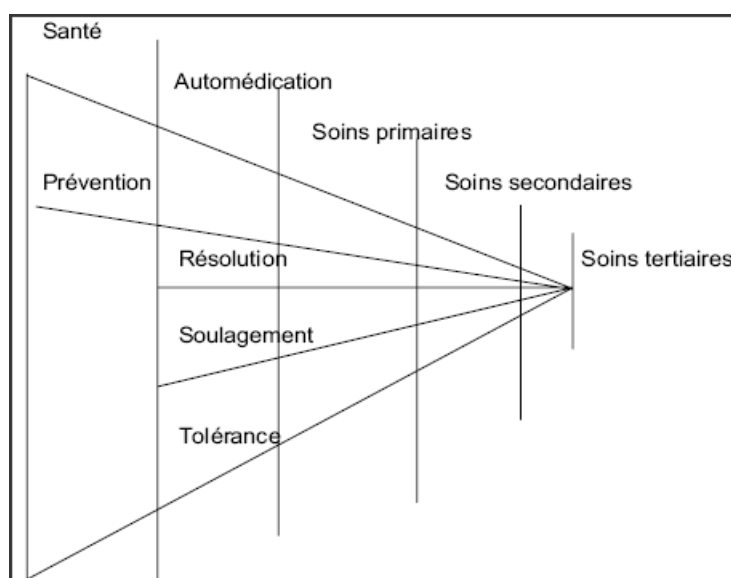 Santé
Automédication
Soins primaires
Prévention
Soins secondaires
Résolution
Soins tertiaires
Soulagement
Tolérance